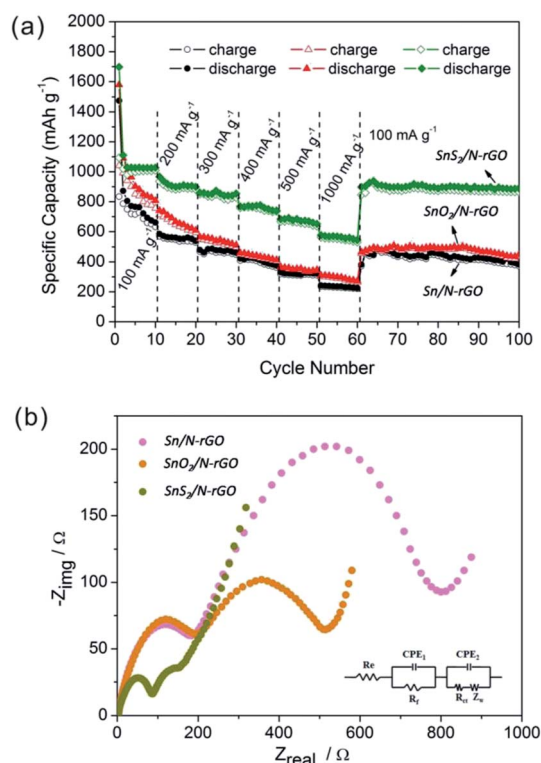 (a)
charge charge charge
discharge discharge discharge
Specific Capacity (mAh g⁻¹)
1800
1600
1400
1200
1000
800
600
400
200
0
100 mA g⁻¹
200 mA g⁻¹
300 mA g⁻¹
400 mA g⁻¹
500 mA g⁻¹
1000 mA g⁻¹
100 mA g⁻¹
SnS₂/N-rGO
SnO₂/N-rGO
Sn/N-rGO
0 10 20 30 40 50 60 70 80 90 100
Cycle Number
(b)
Sn/N-rGO
SnO₂/N-rGO
SnS₂/N-rGO
-Z_img / Ω
-200
-150
-100
-50
0
Re
CPE₁
R_f
CPE₂
R_ct Z_w
0 200 400 600 800 1000
Z_real / Ω